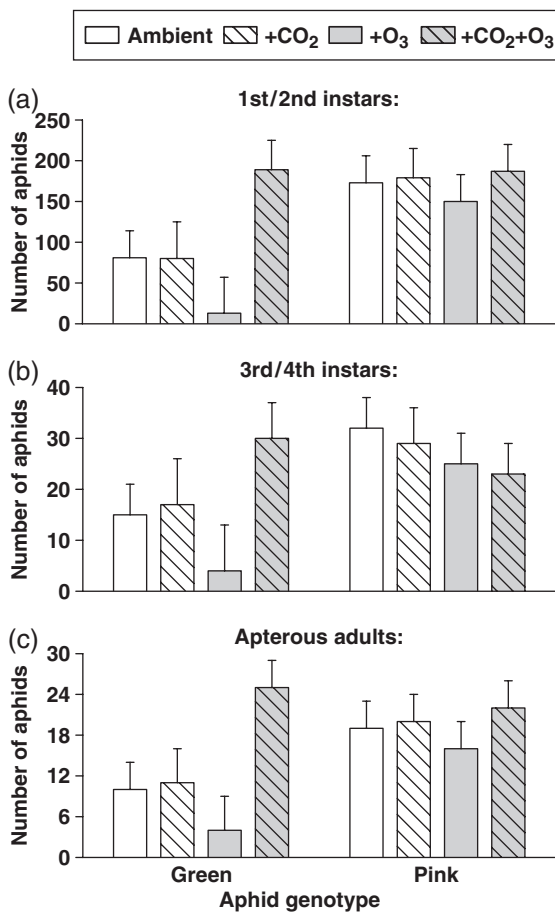 Ambient +CO₂ +O₃ +CO₂+O₃
(a) 1st/2nd instars:
Number of aphids
250
200
150
100
50
0
(b) 3rd/4th instars:
Number of aphids
40
30
20
10
0
(c) Apterous adults:
Number of aphids
30
24
18
12
6
0
Green Pink
Aphid genotype